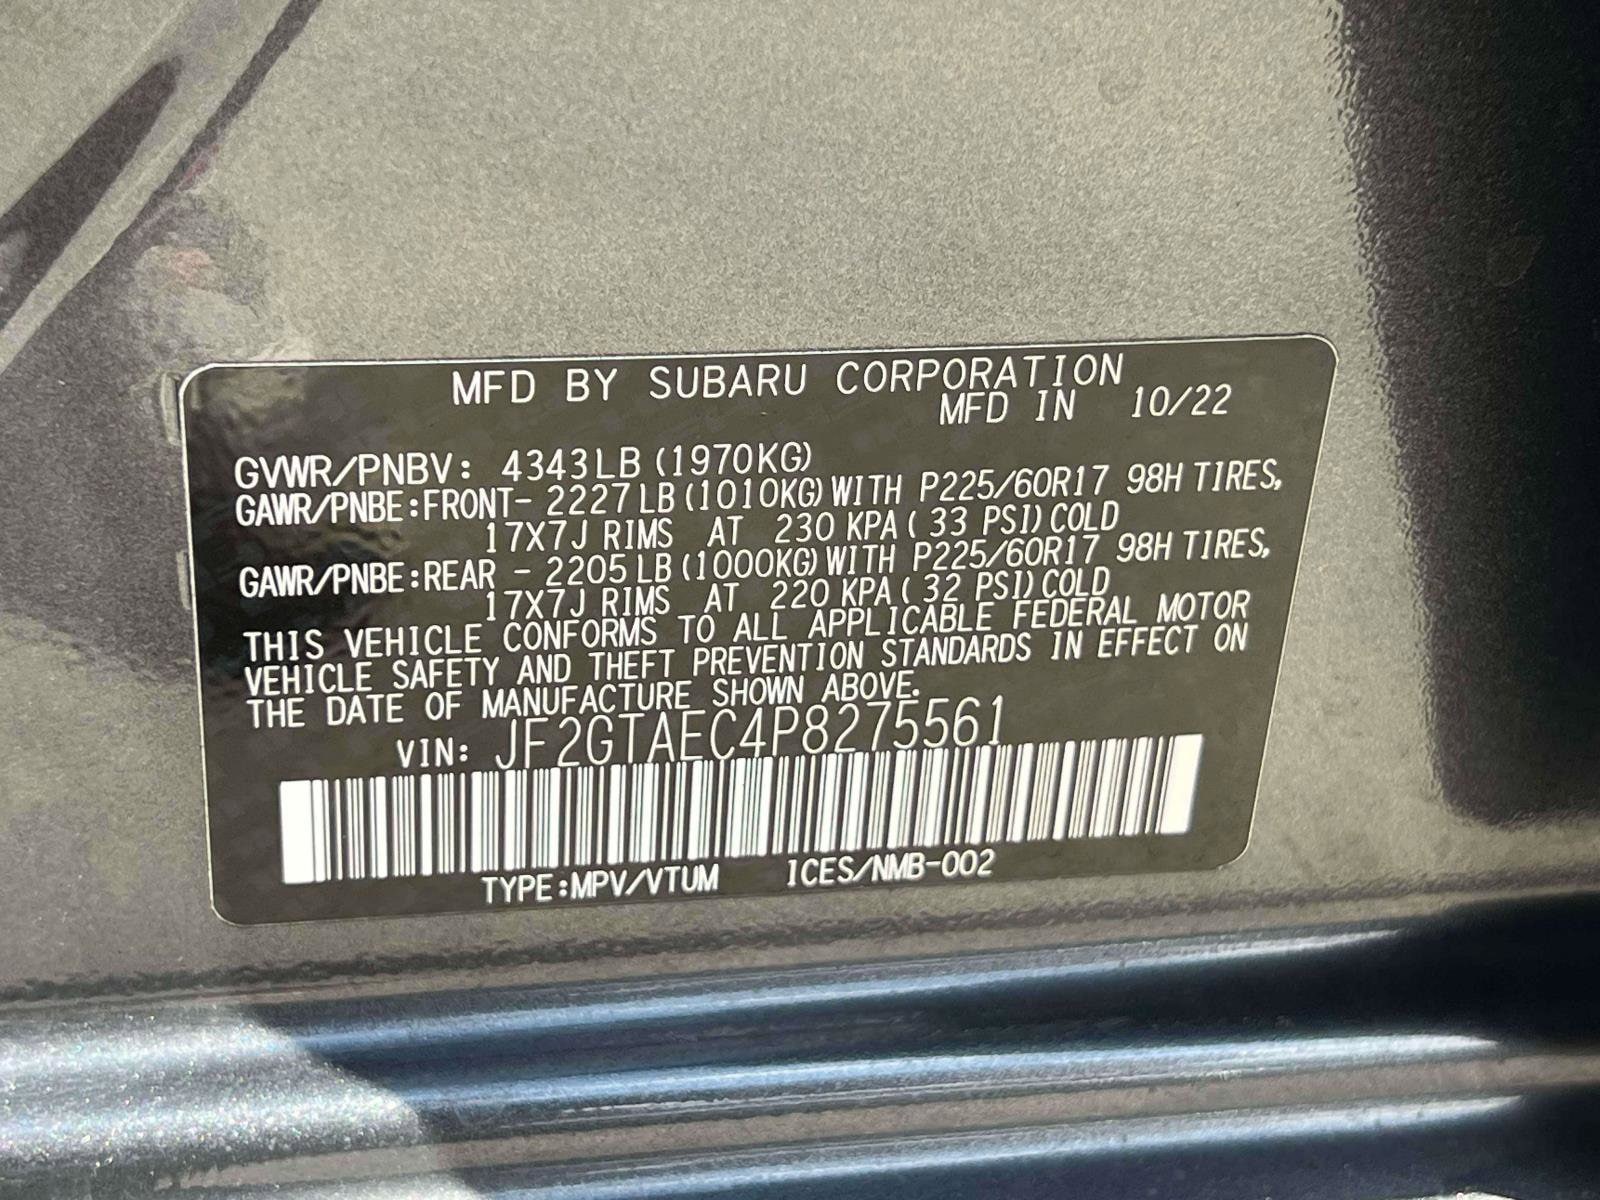 MFD BY SUBARU CORPORATION
MFD IN 10/22
GVWR/PNBV: 4343LB (1970KG)
GAWR/PNBE:FRONT- 2227 LB (1010KG) WITH P225/60R17 98H TIRES,
17X7J RIMS AT 230 KPA ( 33 PSI) COLD
GAWR/PNBE:REAR - 2205 LB (1000KG) WITH P225/60R17 98H TIRES,
17X7J RIMS AT 220 KPA ( 32 PSI) COLD
THIS VEHICLE CONFORMS TO ALL APPLICABLE FEDERAL MOTOR
VEHICLE SAFETY AND THEFT PREVENTION STANDARDS IN EFFECT ON
THE DATE OF MANUFACTURE SHOWN ABOVE.
VIN: JF2GTAEC4P8275561
TYPE:MPV/VTUM ICES/NMB-002